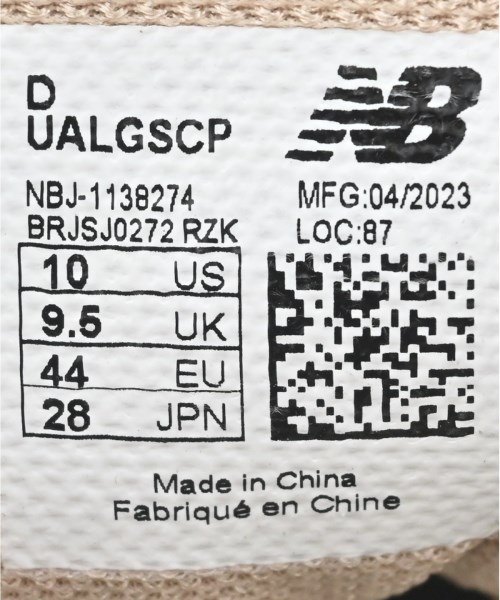 D
UALGSCP
NB
NBJ-1138274
BRJSJ0272 RZK
MFG:04/2023
LOC:87
10 US
9.5 UK
44 EU
28 JPN
Made in China
Fabriqué en Chine